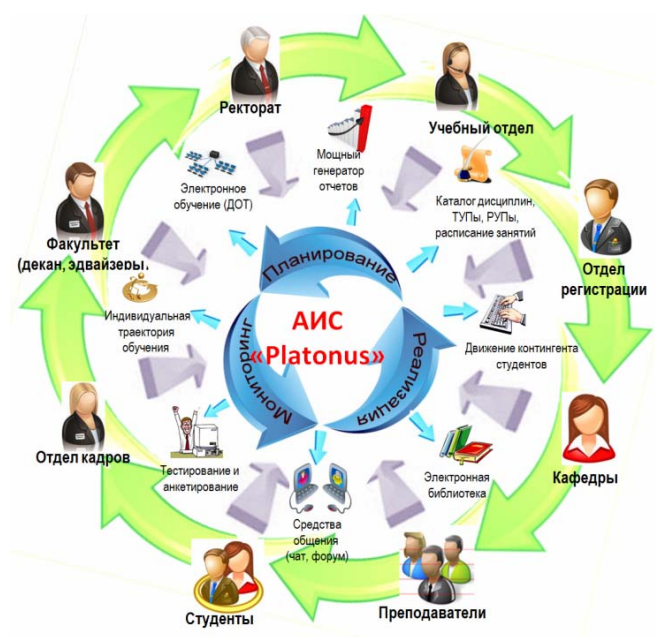 Ректорат
Учебный отдел
Мощный
генератор
отчетов
Электронное
обучение (ДОТ)
Каталог дисциплин,
ТУПы, РУПы,
расписание занятий
Факультет
(декан, эдвайзеры)
Отдел
регистрации
Планирование
Реализация
Мониторинг
АИС
«Platonus»
Индивидуальная
траектория
обучения
Движение контингента
студентов
Отдел кадров
Тестирование и
анкетирование
Электронная
библиотека
Кафедры
Средства
общения
(чат, форум)
Студенты
Преподаватели